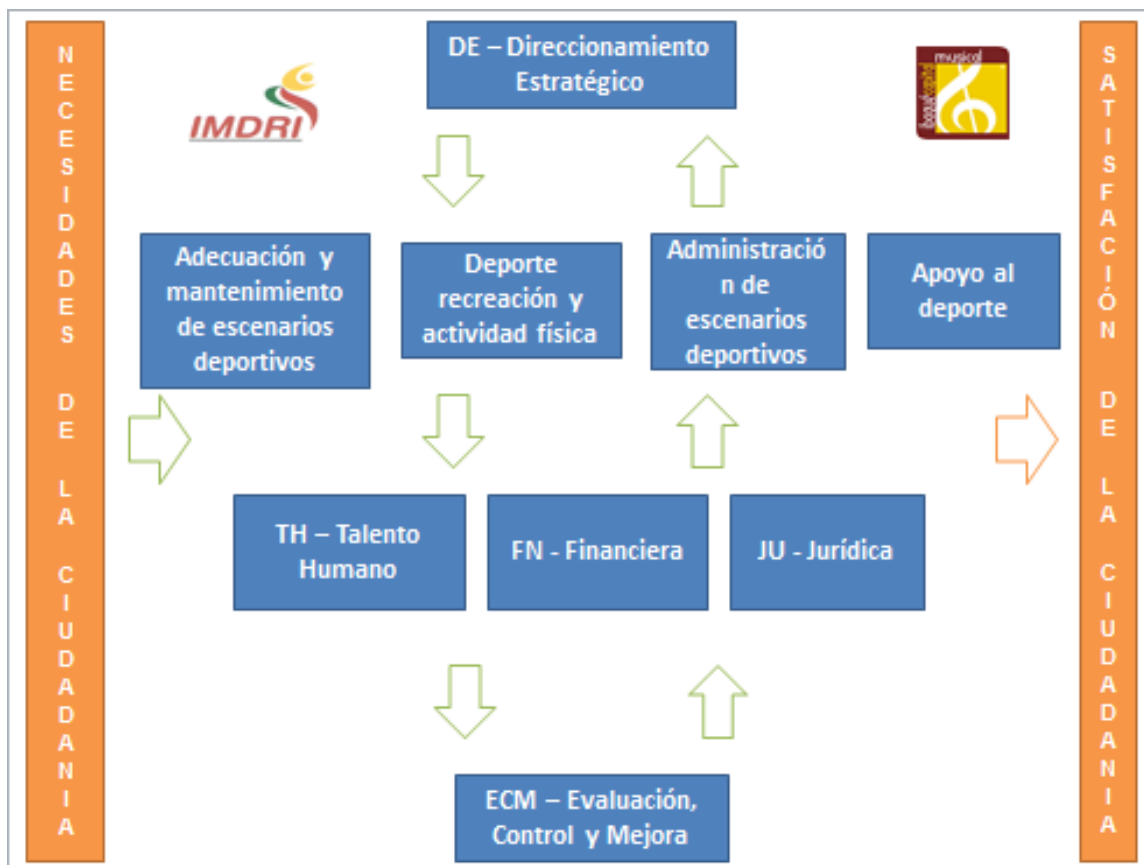 NECESIDADES DE LA CIUDADANIA
DE – Direccionamiento
Estratégico
IMDRI
musical
Ibagué capital
SATISFACIÓN DE LA CIUDADANIA
Adecuación y
mantenimiento
de escenarios
deportivos
Deporte
recreación y
actividad física
Administració
n de
escenarios
deportivos
Apoyo al
deporte
TH – Talento
Humano
FN - Financiera
JU - Jurídica
ECM – Evaluación,
Control y Mejora